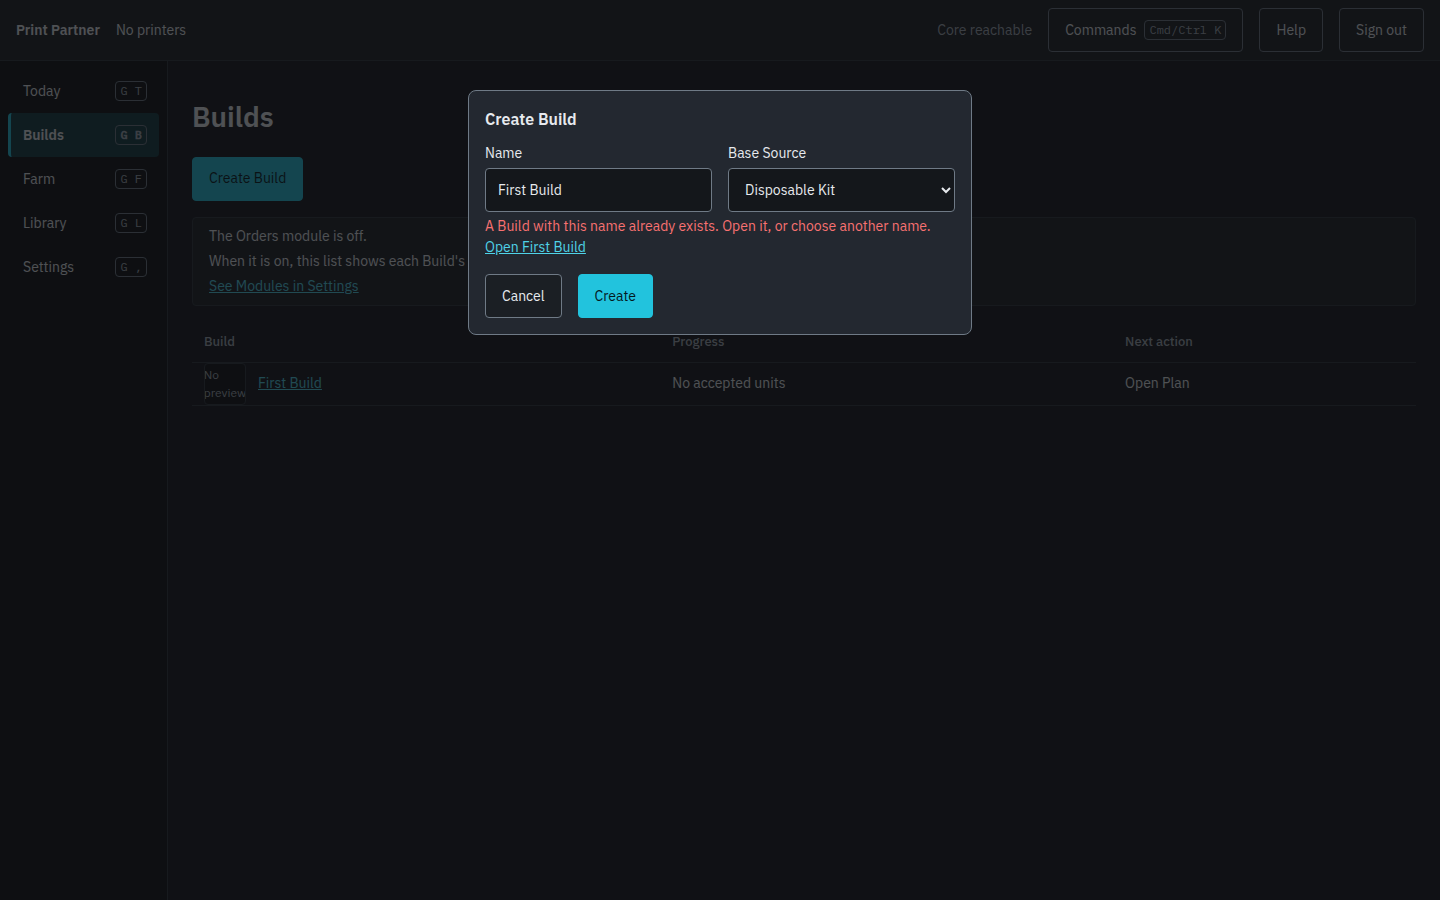 Print Partner No printers Core reachable Commands Cmd/Ctrl K Help Sign out
Today G T
Builds G B
Farm G F
Library G L
Settings G ,
Builds
Create Build
The Orders module is off.
When it is on, this list shows each Build's
See Modules in Settings
Create Build
Name Base Source
First Build Disposable Kit
A Build with this name already exists. Open it, or choose another name.
Open First Build
Cancel Create
Build Progress Next action
No preview First Build No accepted units Open Plan